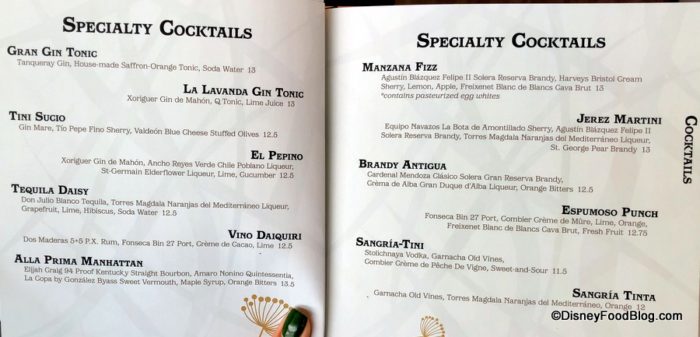 SPECIALTY COCKTAILS
GRAN GIN TONIC
Tanqueray Gin, House-made Saffron-Orange Tonic, Soda Water 13
LA LAVANDA GIN TONIC
Xoriguer Gin de Mahón, Q Tonic, Lime Juice 13
TINI SUCIO
Gin Mare, Tío Pepe Fino Sherry, Valdeón Blue Cheese Stuffed Olives 12.5
EL PEPINO
Xoriguer Gin de Mahón, Ancho Reyes Verde Chile Poblano Liqueur,
St-Germain Elderflower Liqueur, Lime, Cucumber 12.5
TEQUILA DAISY
Don Julio Blanco Tequila, Torres Magdala Naranjas del Mediterráneo Liqueur,
Grapefruit, Lime, Hibiscus, Soda Water 12.5
VINO DAIQUIRI
Dos Maderas 5+5 P.X. Rum, Fonseca Bin 27 Port, Crème de Cacao, Lime 12.5
ALLA PRIMA MANHATTAN
Elijah Craig 94 Proof Kentucky Straight Bourbon, Amaro Nonino Quintessentia,
La Copa by González Byass Sweet Vermouth, Maple Syrup, Orange Bitters 13.5
SPECIALTY COCKTAILS
MANZANA FIZZ
Agustín Blázquez Felipe II Solera Reserva Brandy, Harveys Bristol Cream
Sherry, Lemon, Apple, Freixenet Blanc de Blancs Cava Brut 13
*contains pasteurized egg whites
JEREZ MARTINI
Equipo Navazos La Bota de Amontillado Sherry, Agustín Blázquez Felipe II
Solera Reserva Brandy, Torres Magdala Naranjas del Mediterráneo Liqueur,
St. George Pear Brandy 13
BRANDY ANTIGUA
Cardenal Mendoza Clásico Solera Gran Reserva Brandy,
Crèma de Alba Gran Duque d'Alba Liqueur, Orange Bitters 12.5
ESPUMOSO PUNCH
Fonseca Bin 27 Port, Combier Crème de Mûre, Lime, Orange,
Freixenet Blanc de Blancs Cava Brut, Fresh Fruit 12.75
SANGRÍA-TINI
Stolichnaya Vodka, Garnacha Old Vines,
Combier Crème de Pêche De Vigne, Sweet-and-Sour 11.5
SANGRÍA TINTA
Garnacha Old Vines, Torres Magdala Naranjas del Mediterráneo, Orange 12
COCKTAILS
©DisneyFoodBlog.com